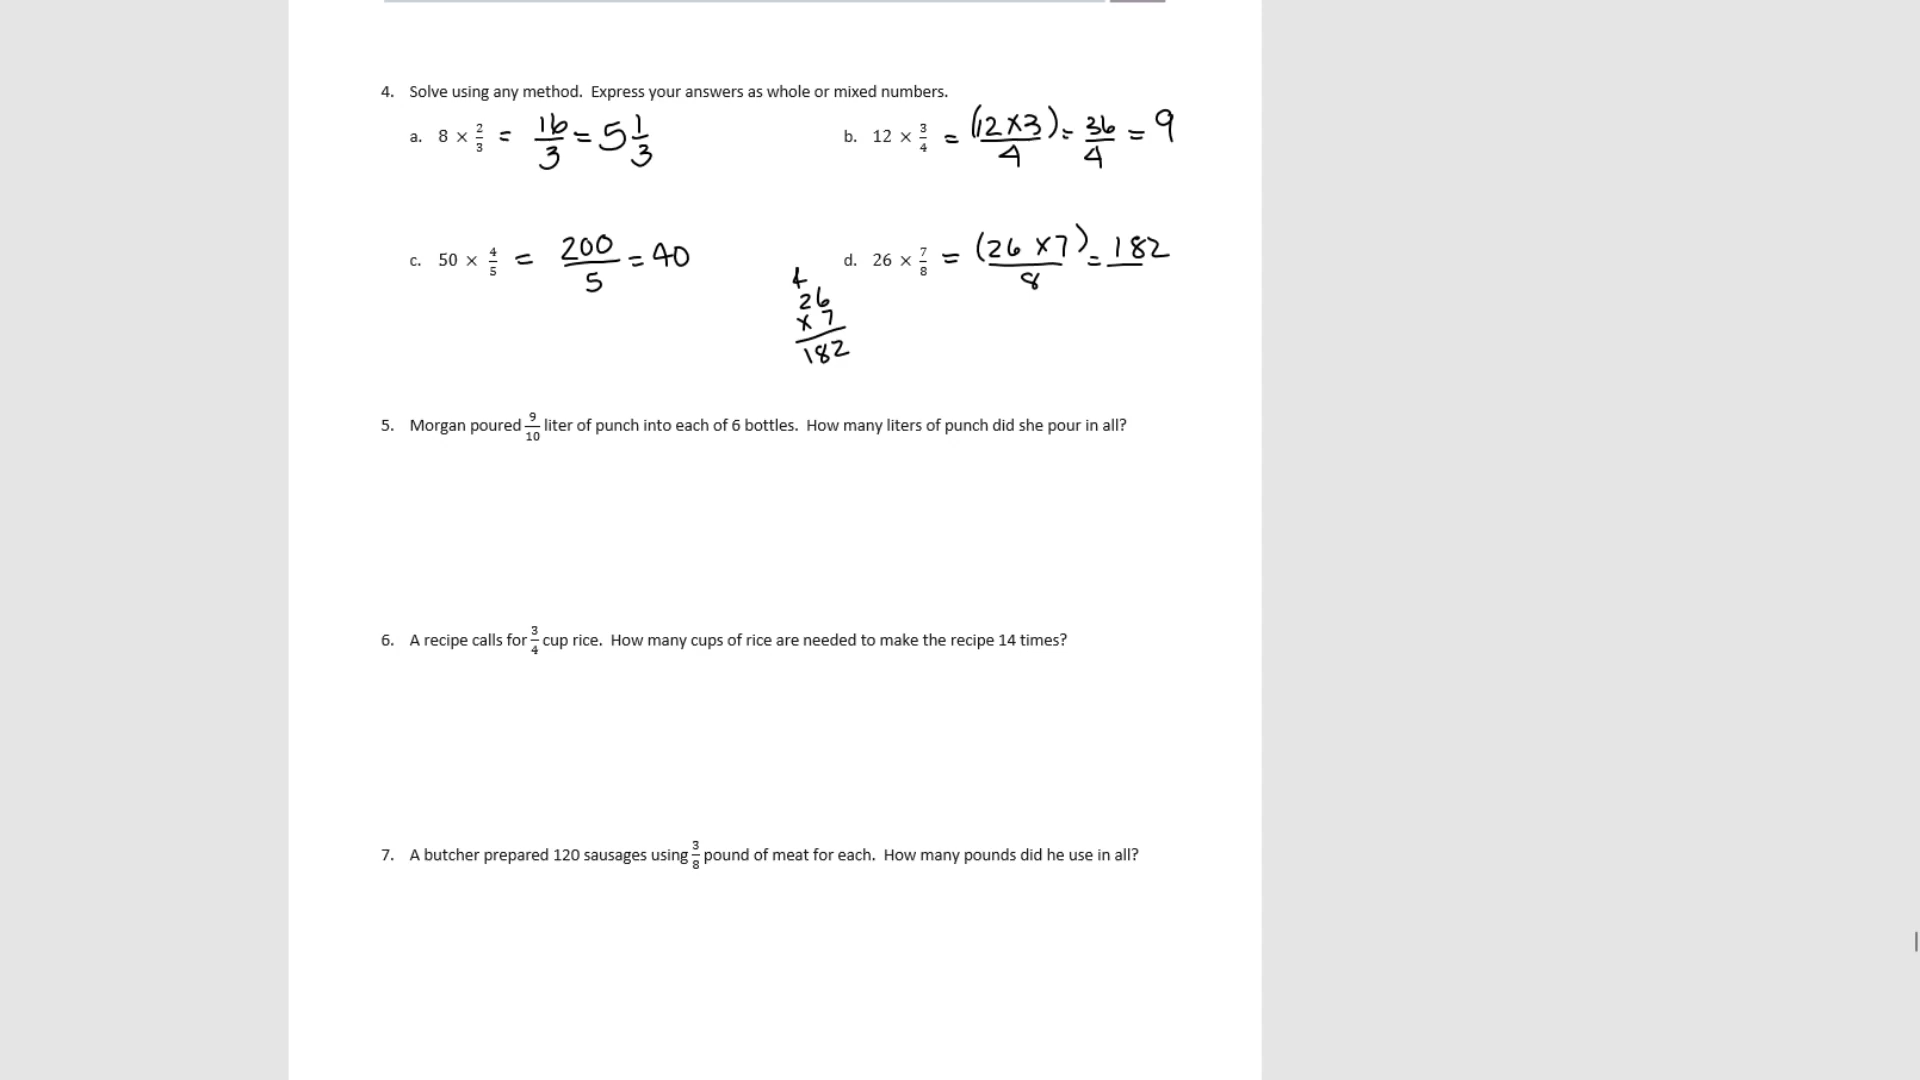 4. Solve using any method. Express your answers as whole or mixed numbers.
a. 8 × 2/3 = 16/3 = 5 1/3
b. 12 × 3/4 = (12 × 3)/4 = 36/4 = 9
c. 50 × 4/5 = 200/5 = 40
d. 26 × 7/8 = (26 × 7)/8 = 182
4
26
× 7
182
5. Morgan poured 9/10 liter of punch into each of 6 bottles. How many liters of punch did she pour in all?
6. A recipe calls for 3/4 cup rice. How many cups of rice are needed to make the recipe 14 times?
7. A butcher prepared 120 sausages using 3/8 pound of meat for each. How many pounds did he use in all?